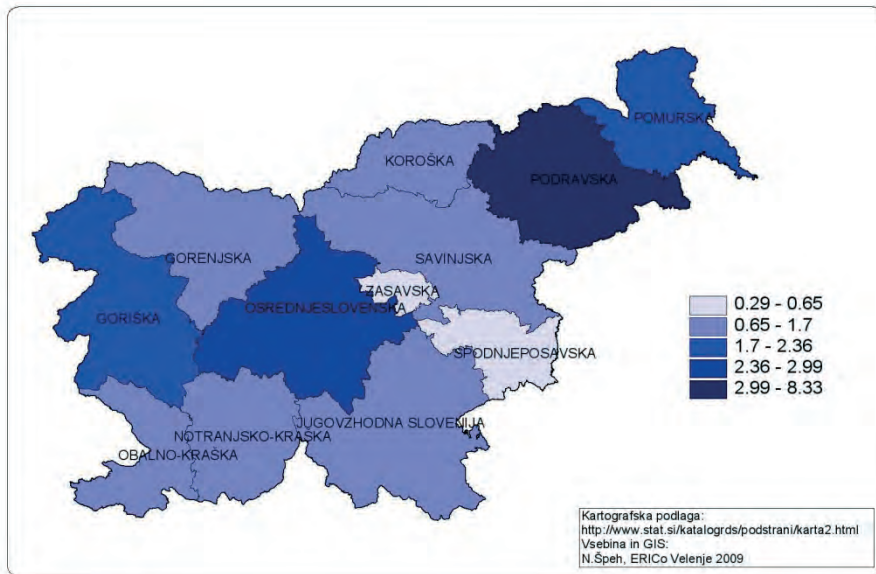 POMURSKA
KOROŠKA
PODRAVSKA
GORENJSKA
SAVINJSKA
ZASAVSKA
OSREDNJESLOVENSKA
GORIŠKA
SPODNJEPOSAVSKA
JUGOVZHODNA SLOVENIJA
NOTRANJSKO-KRAŠKA
OBALNO-KRAŠKA
0.29 - 0.65
0.65 - 1.7
1.7 - 2.36
2.36 - 2.99
2.99 - 8.33
Kartografska podlaga:
http://www.stat.si/katalogrds/podstrani/karta2.html
Vsebina in GIS:
N.Špeh, ERICo Velenje 2009